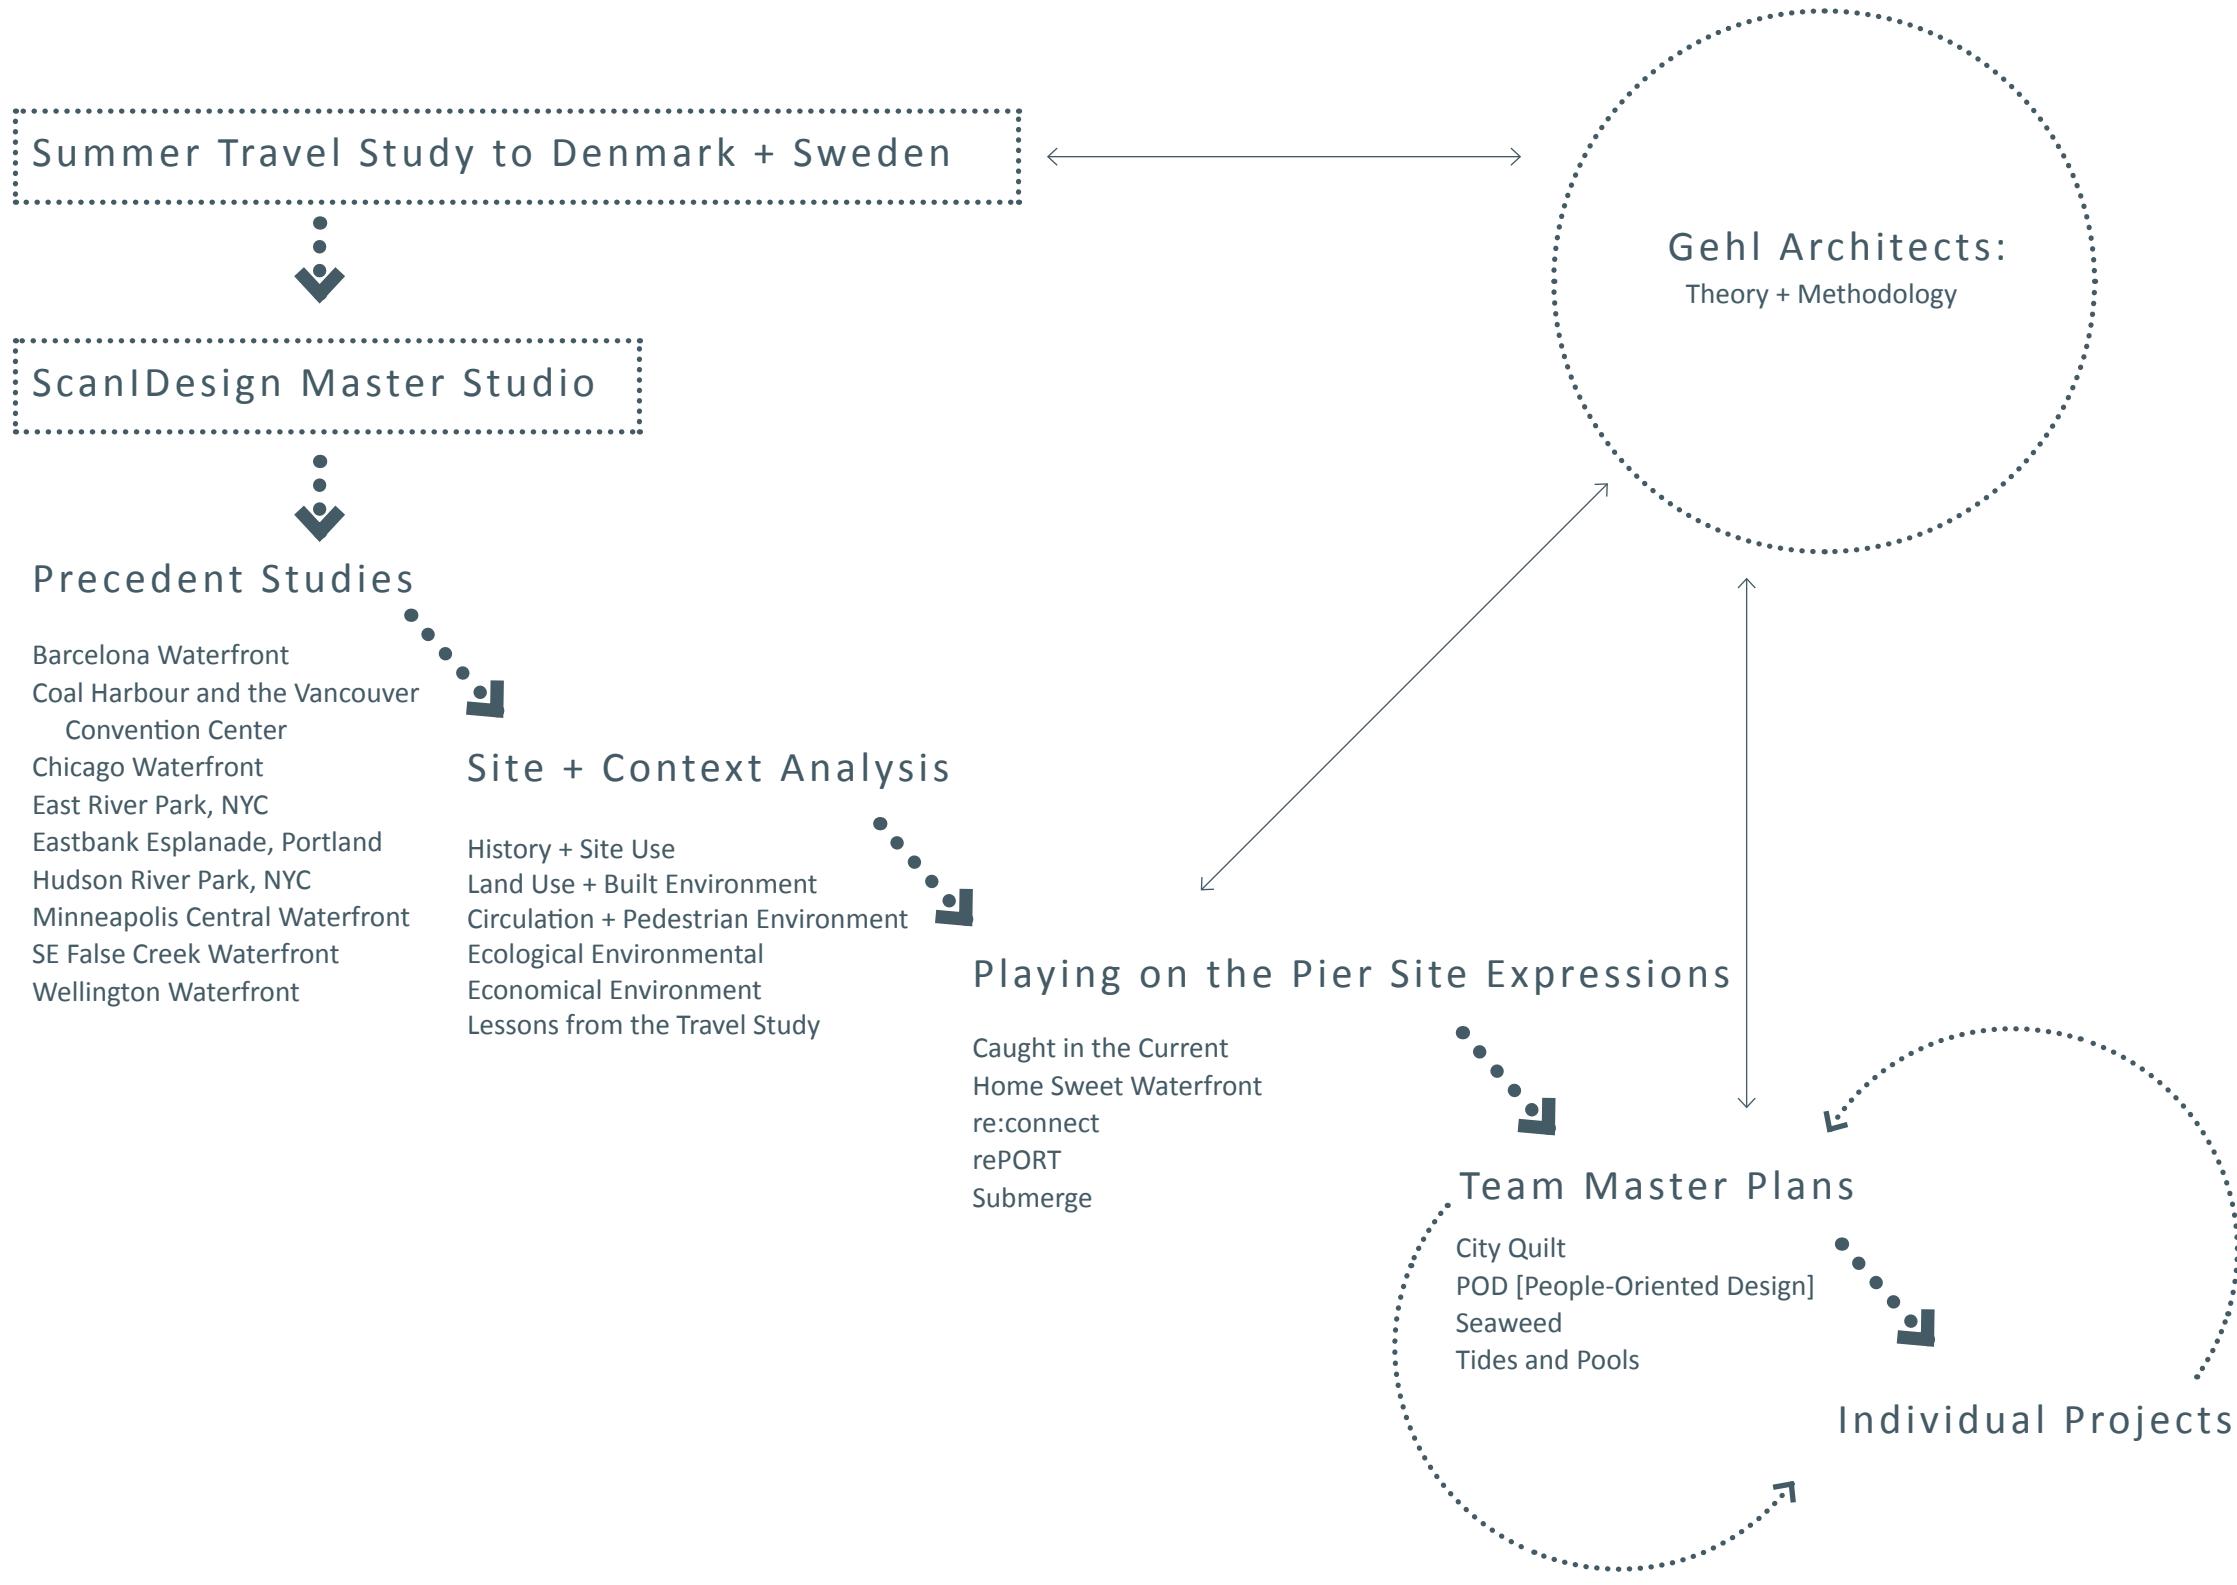 Summer Travel Study to Denmark + Sweden
Gehl Architects:
Theory + Methodology
ScanIDesign Master Studio
Precedent Studies
Barcelona Waterfront
Coal Harbour and the Vancouver
Convention Center
Chicago Waterfront
East River Park, NYC
Eastbank Esplanade, Portland
Hudson River Park, NYC
Minneapolis Central Waterfront
SE False Creek Waterfront
Wellington Waterfront
Site + Context Analysis
History + Site Use
Land Use + Built Environment
Circulation + Pedestrian Environment
Ecological Environmental
Economical Environment
Lessons from the Travel Study
Playing on the Pier Site Expressions
Caught in the Current
Home Sweet Waterfront
re:connect
rePORT
Submerge
Team Master Plans
City Quilt
POD [People-Oriented Design]
Seaweed
Tides and Pools
Individual Projects